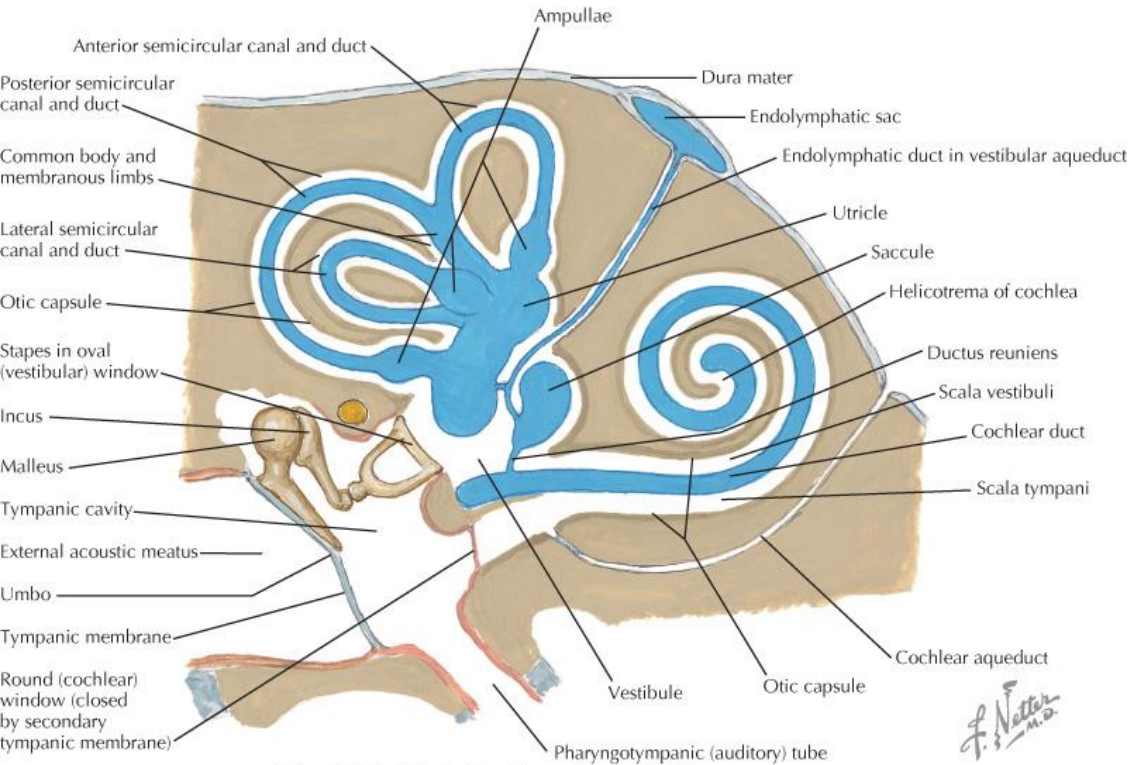 Ampullae
Anterior semicircular canal and duct
Posterior semicircular
canal and duct
Common body and
membranous limbs
Lateral semicircular
canal and duct
Otic capsule
Stapes in oval
(vestibular) window
Incus
Malleus
Tympanic cavity
External acoustic meatus
Umbo
Tympanic membrane
Round (cochlear)
window (closed
by secondary
tympanic membrane)
Dura mater
Endolymphatic sac
Endolymphatic duct in vestibular aqueduct
Utricle
Saccule
Helicotrema of cochlea
Ductus reuniens
Scala vestibuli
Cochlear duct
Scala tympani
Cochlear aqueduct
Otic capsule
Vestibule
Pharyngotympanic (auditory) tube
F. Netter
M.D.